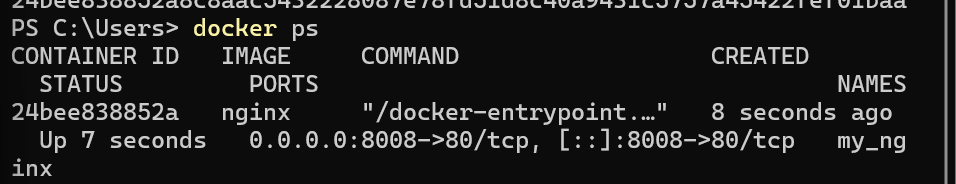 PS C:\Users> docker ps
CONTAINER ID   IMAGE     COMMAND                  CREATED
  STATUS         PORTS                                     NAMES
24bee838852a   nginx     "/docker-entrypoint.…"   8 seconds ago
  Up 7 seconds   0.0.0.0:8008->80/tcp, [::]:8008->80/tcp   my_ng
inx